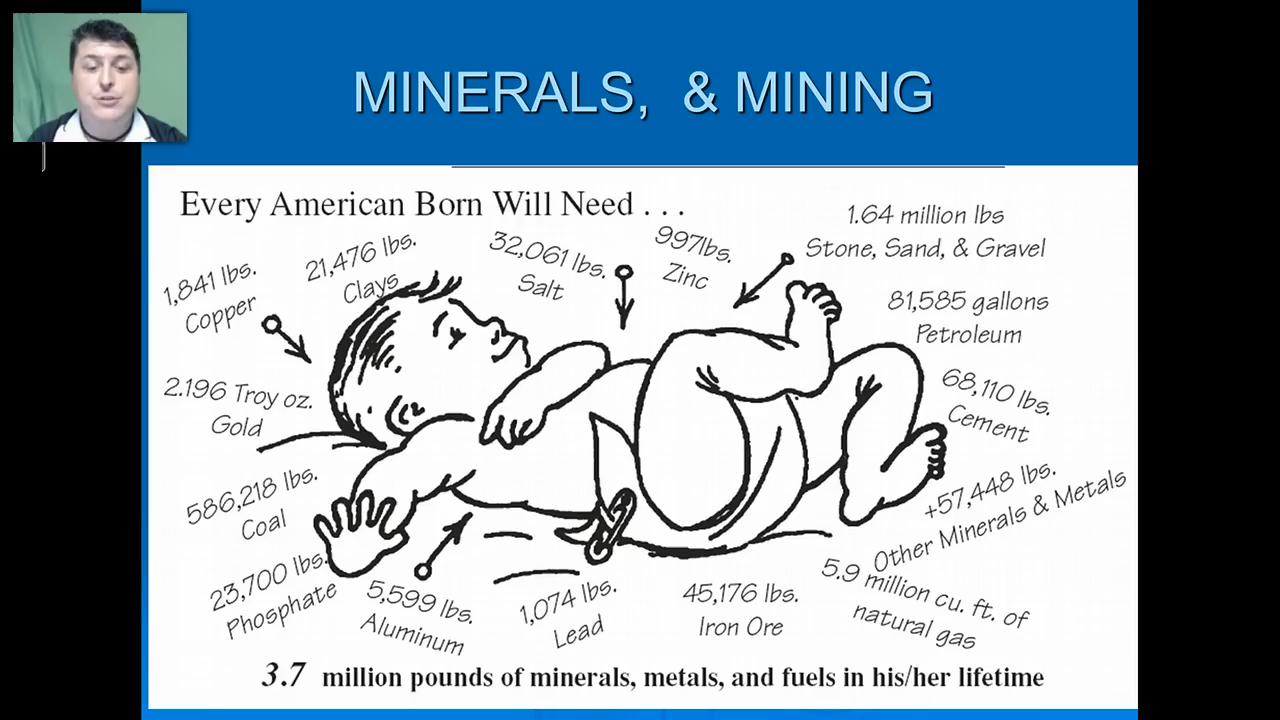 MINERALS, & MINING
Every American Born Will Need . . .
1,841 lbs.
Copper
21,476 lbs.
Clays
32,061 lbs.
Salt
997lbs.
Zinc
1.64 million lbs
Stone, Sand, & Gravel
81,585 gallons
Petroleum
2.196 Troy oz.
Gold
68,110 lbs.
Cement
586,218 lbs.
Coal
+57,448 lbs.
Other Minerals & Metals
23,700 lbs.
Phosphate
5,599 lbs.
Aluminum
1,074 lbs.
Lead
45,176 lbs.
Iron Ore
5.9 million cu. ft. of
natural gas
3.7 million pounds of minerals, metals, and fuels in his/her lifetime